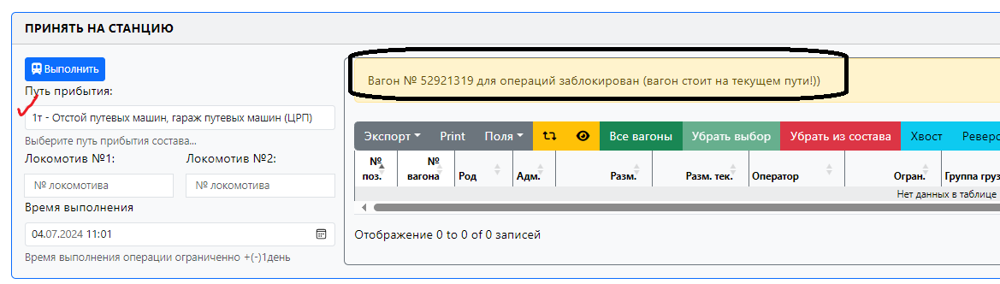 ПРИНЯТЬ НА СТАНЦИЮ
Выполнить
Путь прибытия:
1т - Отстой путевых машин, гараж путевых машин (ЦРП)
Выберите путь прибытия состава...
Локомотив №1: Локомотив №2:
№ локомотива № локомотива
Время выполнения
04.07.2024 11:01
Время выполнения операции ограниченно +(-)1день
Вагон № 52921319 для операций заблокирован (вагон стоит на текущем пути!))
Экспорт Print Поля Все вагоны Убрать выбор Убрать из состава Хвост Реверс
№ поз. № вагона Род Адм. Разм. Разм. тек. Оператор Огран. Группа груз
Нет данных в таблице
Отображение 0 to 0 of 0 записей